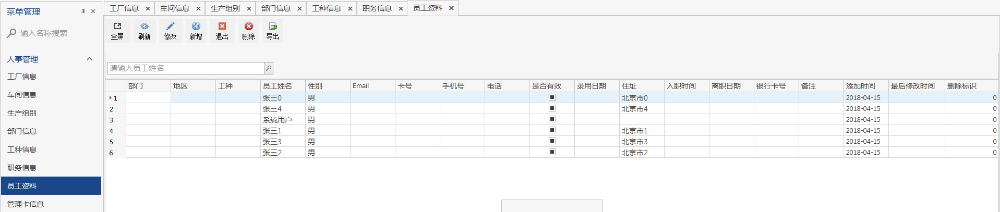 菜单管理
输入名称搜索
人事管理
工厂信息
车间信息
生产组别
部门信息
工种信息
职务信息
员工资料
管理卡信息
工厂信息 车间信息 生产组别 部门信息 工种信息 职务信息 员工资料
全屏 刷新 修改 新增 退出 删除 导出
请输入员工姓名
部门 地区 工种 员工姓名 性别 Email 卡号 手机号 电话 是否有效 录用日期 住址 入职时间 离职日期 银行卡号 备注 添加时间 最后修改时间 删除标识
1 张三0 男 北京市0 2018-04-15 0
2 张三4 男 北京市4 2018-04-15 0
3 系统用户 男 2018-04-15 0
4 张三1 男 北京市1 2018-04-15 0
5 张三3 男 北京市3 2018-04-15 0
6 张三2 男 北京市2 2018-04-15 0